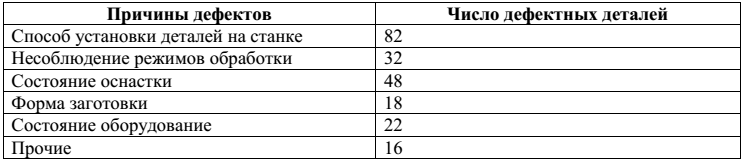 Причины дефектов Число дефектных деталей
Способ установки деталей на станке 82
Несоблюдение режимов обработки 32
Состояние оснастки 48
Форма заготовки 18
Состояние оборудование 22
Прочие 16